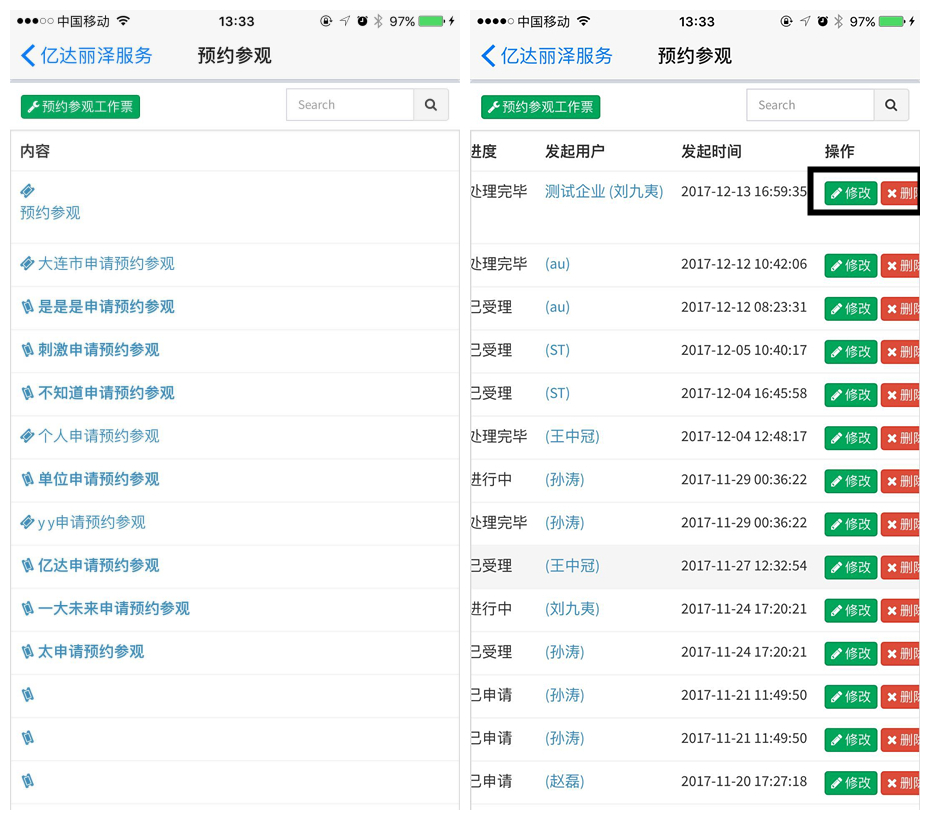 中国移动 13:33 97%
亿达丽泽服务 预约参观
预约参观工作票 Search
内容
预约参观
大连市申请预约参观
是是是申请预约参观
刺激申请预约参观
不知道申请预约参观
个人申请预约参观
单位申请预约参观
yy申请预约参观
亿达申请预约参观
一大未来申请预约参观
太申请预约参观
中国移动 13:33 97%
亿达丽泽服务 预约参观
预约参观工作票 Search
进度 发起用户 发起时间 操作
处理完毕 测试企业 (刘九夷) 2017-12-13 16:59:35 修改 删除
处理完毕 (au) 2017-12-12 10:42:06 修改 删除
已受理 (au) 2017-12-12 08:23:31 修改 删除
已受理 (ST) 2017-12-05 10:40:17 修改 删除
已受理 (ST) 2017-12-04 16:45:58 修改 删除
处理完毕 (王中冠) 2017-12-04 12:48:17 修改 删除
进行中 (孙涛) 2017-11-29 00:36:22 修改 删除
处理完毕 (孙涛) 2017-11-29 00:36:22 修改 删除
已受理 (王中冠) 2017-11-27 12:32:54 修改 删除
进行中 (刘九夷) 2017-11-24 17:20:21 修改 删除
已受理 (孙涛) 2017-11-24 17:20:21 修改 删除
已申请 (孙涛) 2017-11-21 11:49:50 修改 删除
已申请 (孙涛) 2017-11-21 11:49:50 修改 删除
已申请 (赵磊) 2017-11-20 17:27:18 修改 删除